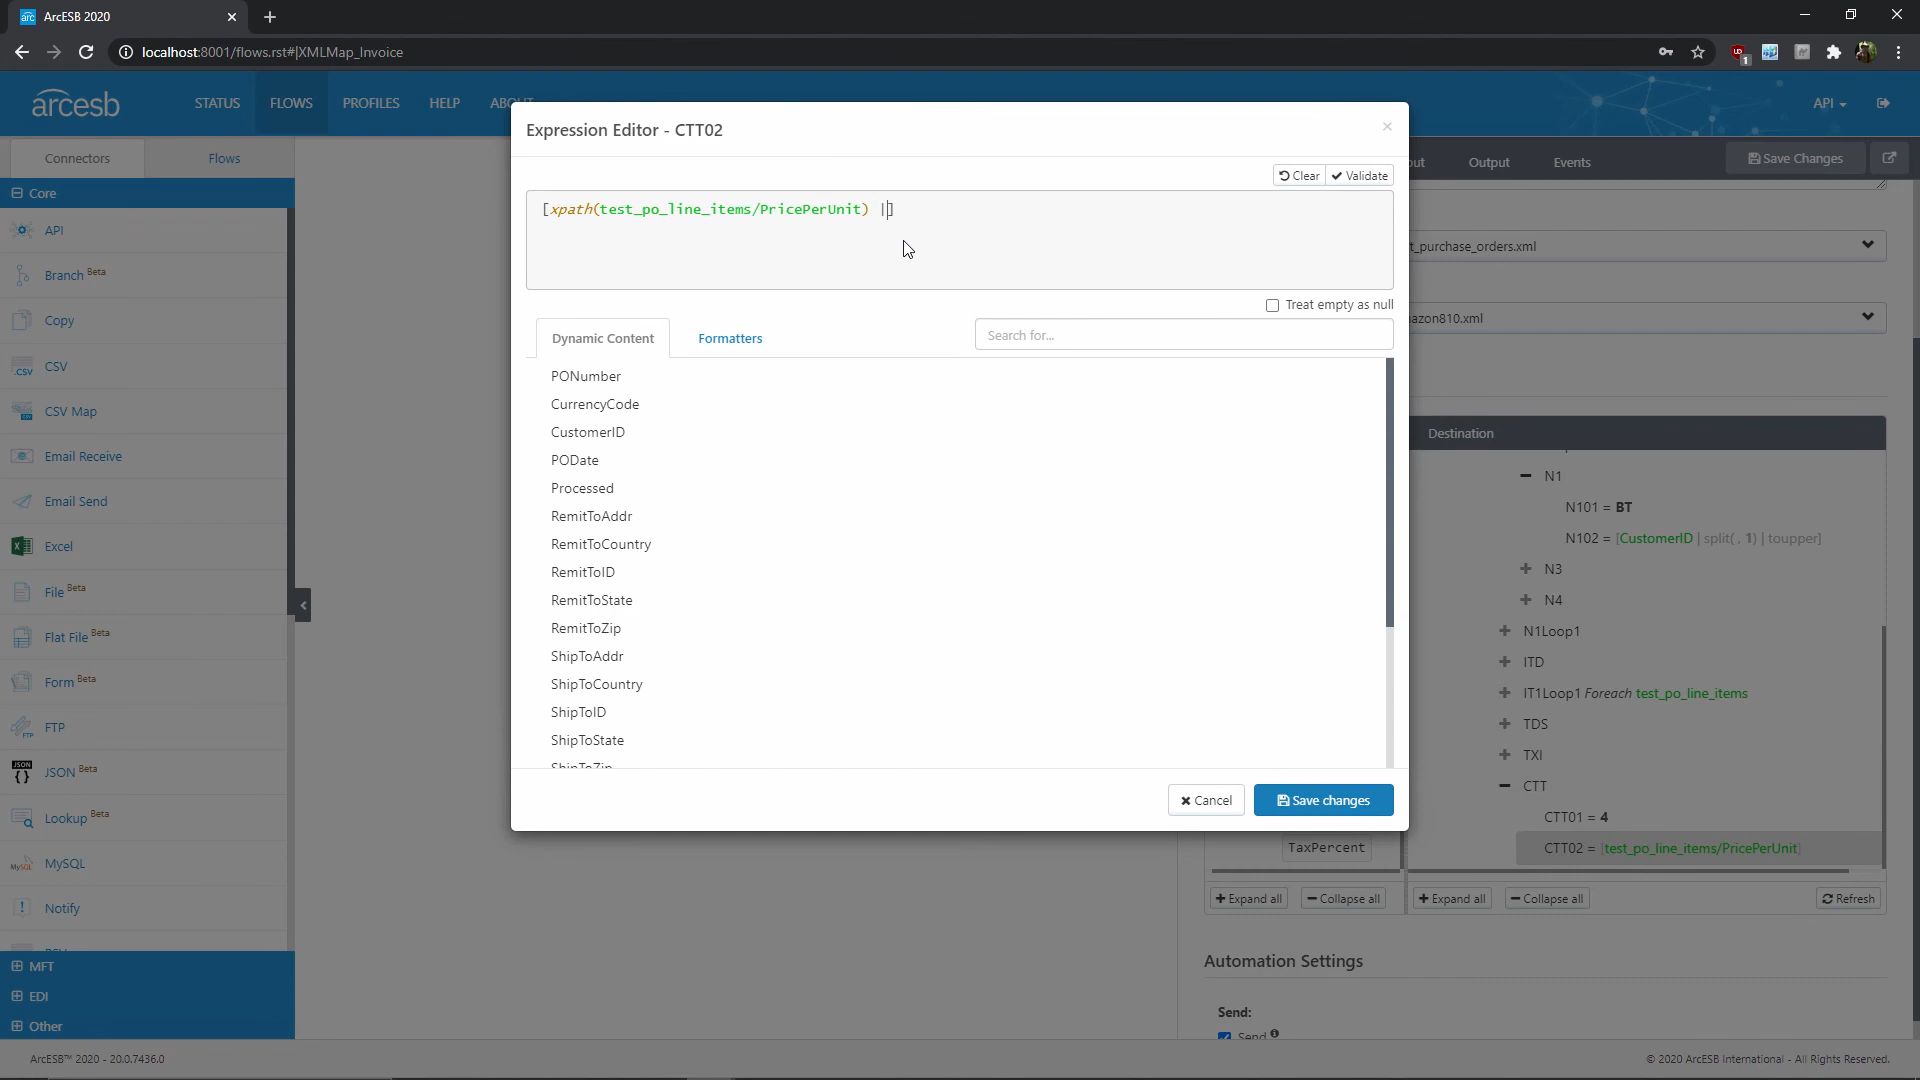 arc ArcESB 2020
localhost:8001/flows.rst#|XMLMap_Invoice
arcesb
STATUS FLOWS PROFILES HELP API
Connectors Flows
Core
API
Branch Beta
Copy
CSV
CSV Map
Email Receive
Email Send
Excel
File Beta
Flat File Beta
Form Beta
FTP
JSON Beta
Lookup Beta
MySQL
Notify
MFT
EDI
Other
Expression Editor - CTT02
Clear Validate
[xpath(test_po_line_items/PricePerUnit) |]
Treat empty as null
Dynamic Content Formatters Search for...
PONumber
CurrencyCode
CustomerID
PODate
Processed
RemitToAddr
RemitToCountry
RemitToID
RemitToState
RemitToZip
ShipToAddr
ShipToCountry
ShipToID
ShipToState
ShipToZip
Cancel Save changes
Output Events Save Changes
t_purchase_orders.xml
azon810.xml
Destination
N1
N101 = BT
N102 = [CustomerID | split( , 1) | toupper]
N3
N4
N1Loop1
ITD
IT1Loop1 Foreach test_po_line_items
TDS
TXI
CTT
CTT01 = 4
TaxPercent CTT02 = [test_po_line_items/PricePerUnit]
Expand all Collapse all Expand all Collapse all Refresh
Automation Settings
Send:
Send
ArcESB™ 2020 - 20.0.7436.0 © 2020 ArcESB International - All Rights Reserved.